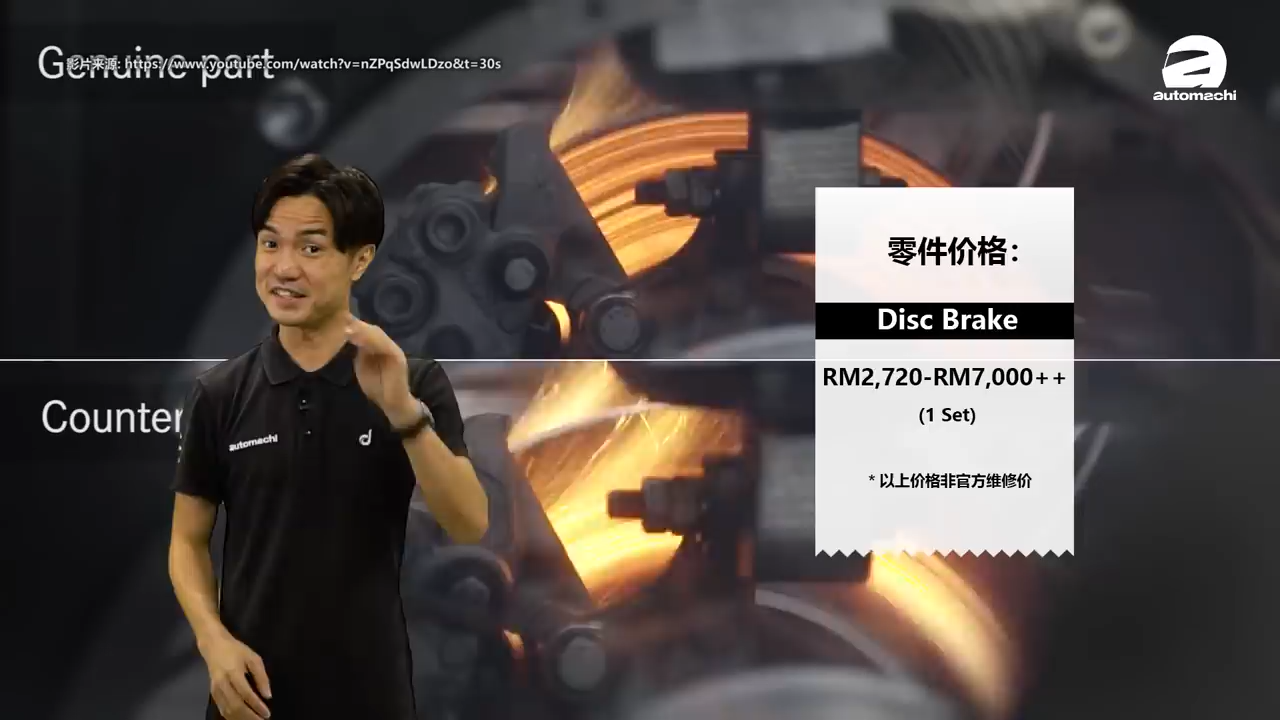 Genuine part
影片来源: https://www.youtube.com/watch?v=nZPqSdwLDzo&t=30s
automachi
零件价格：
Disc Brake
RM2,720-RM7,000++
(1 Set)
* 以上价格非官方维修价
Counter
automachi